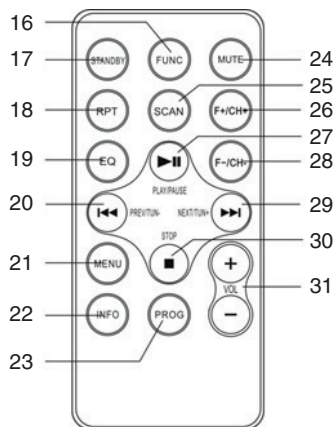 16
17 STANDBY FUNC MUTE 24
25
18 RPT SCAN F+/CH+ 26
27
19 EQ F-/CH- 28
PLAY/PAUSE
20 PREV/TUN- NEXT/TUN+ 29
STOP
30
21 MENU + VOL - 31
22 INFO PROG
23